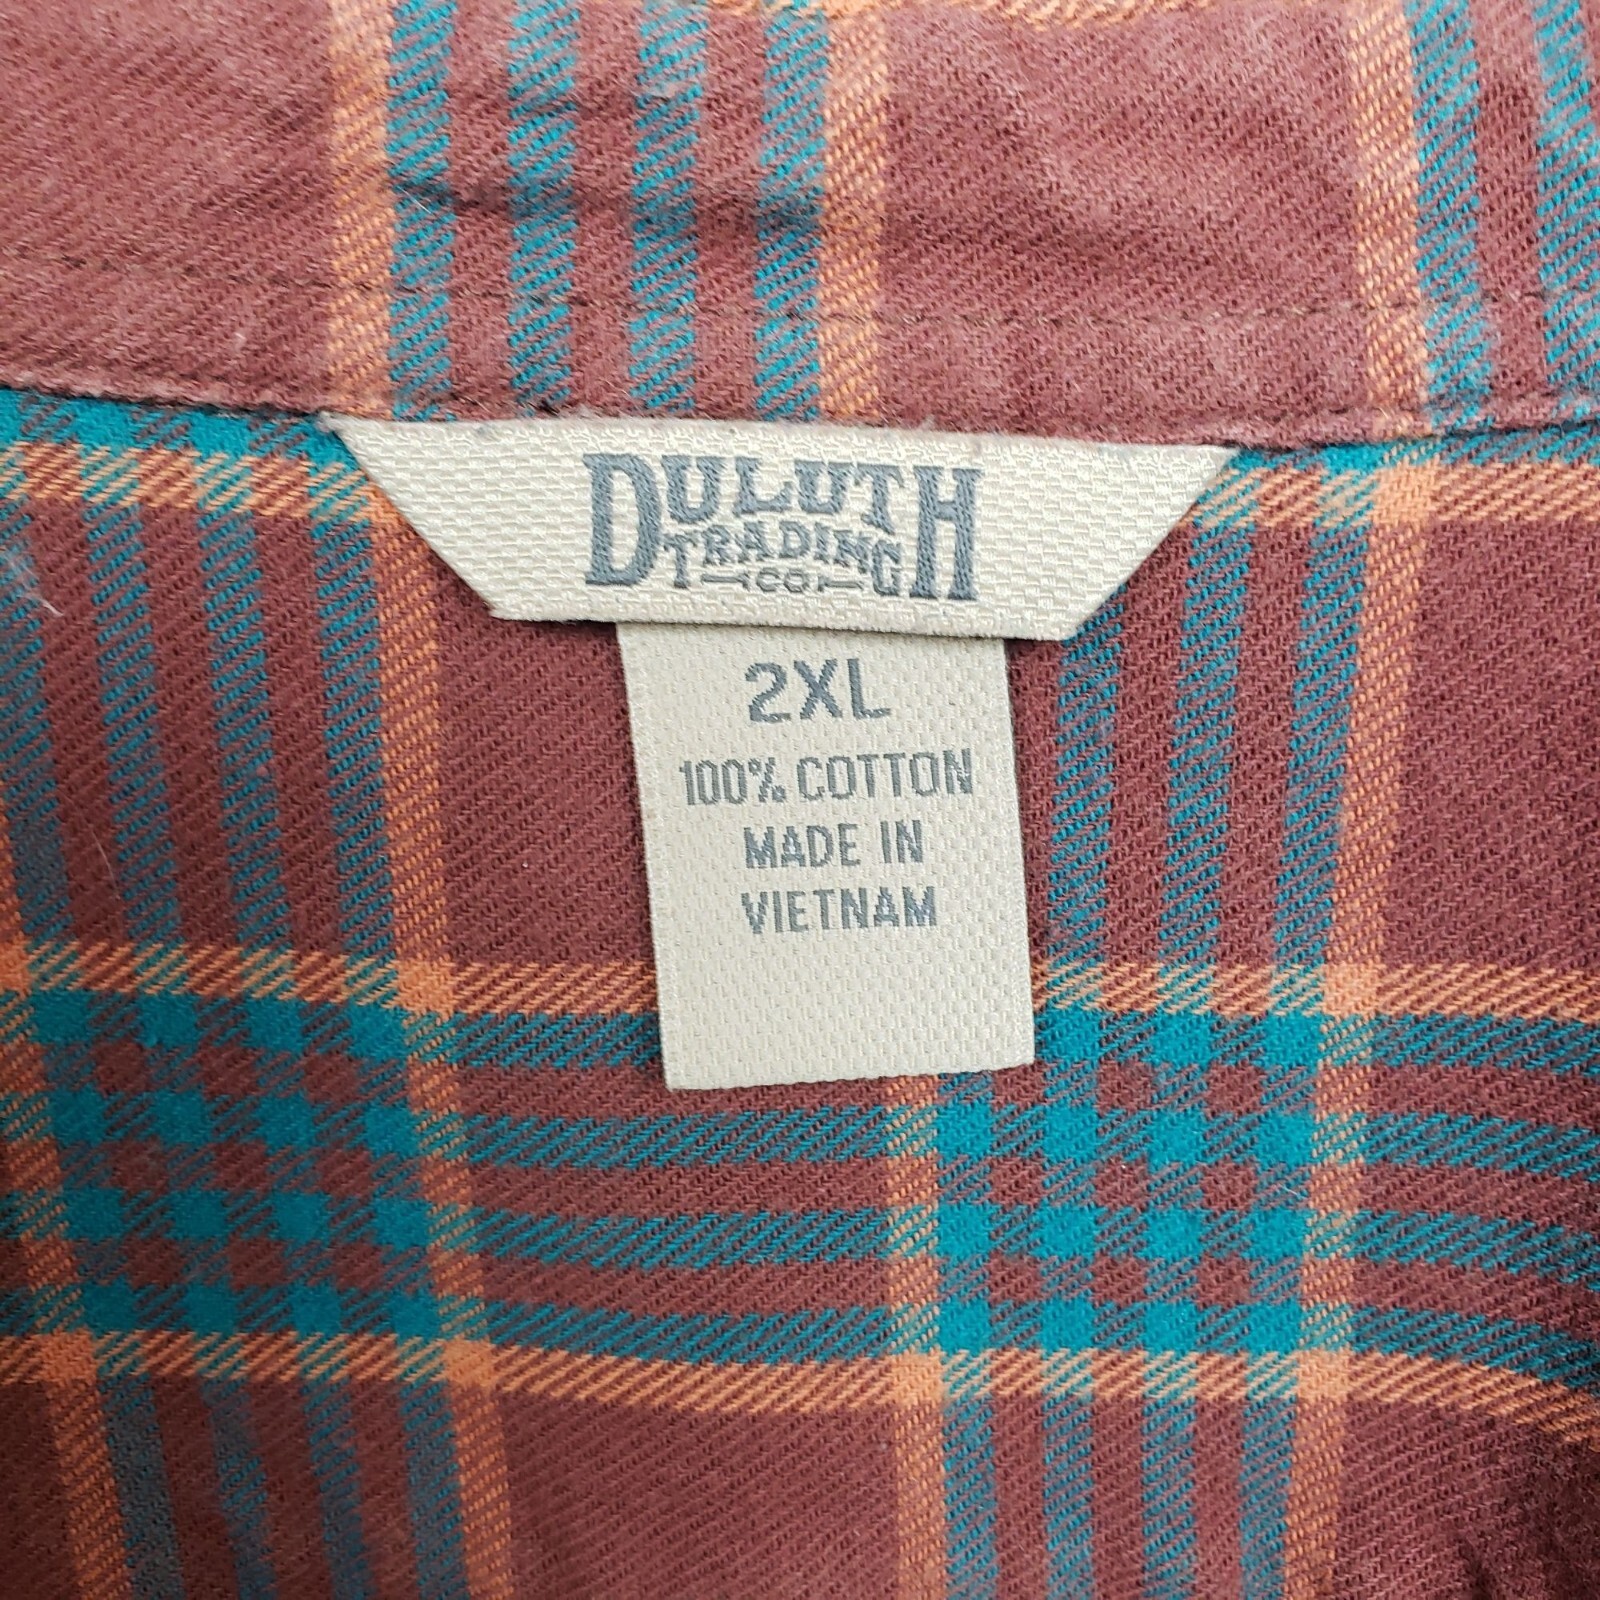 DULUTH
TRADING
CO
2XL
100% COTTON
MADE IN
VIETNAM